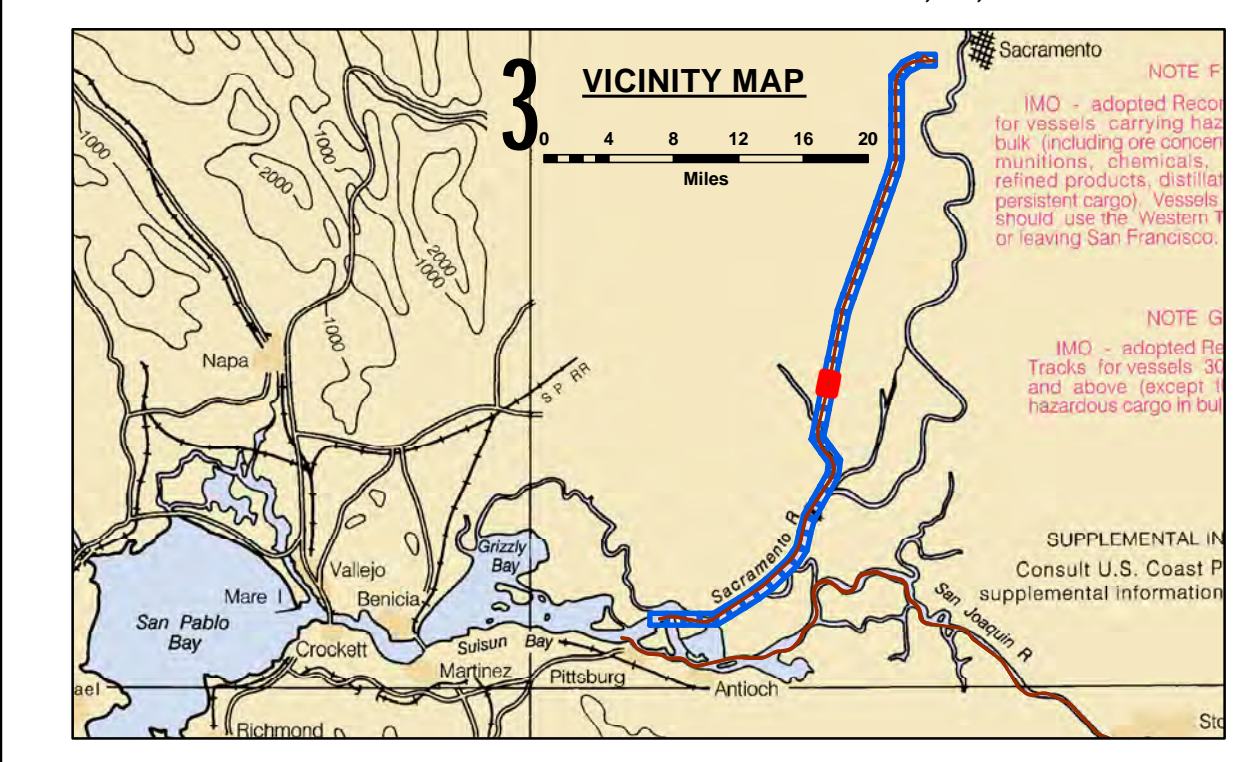 3
VICINITY MAP
0 4 8 12 16 20
Miles
Sacramento
NOTE F
IMO - adopted Recor
for vessels carrying haz
bulk (including ore concen
munitions, chemicals,
refined products, distillat
persistent cargo). Vessels
should use the Western T
or leaving San Francisco.
NOTE G
IMO - adopted Re
Tracks for vessels 30
and above (except t
hazardous cargo in bul
1000
2000
1000
2000
1000
1000
Napa
S P RR
Grizzly
Bay
Sacramento R
SUPPLEMENTAL IN
Consult U.S. Coast P
supplemental information
Vallejo
Mare I
Benicia
San Pablo
Bay
Crockett
Suisun Bay
Martinez
Pittsburg
Antioch
San Joaquin R
ael
Richmond
Sto